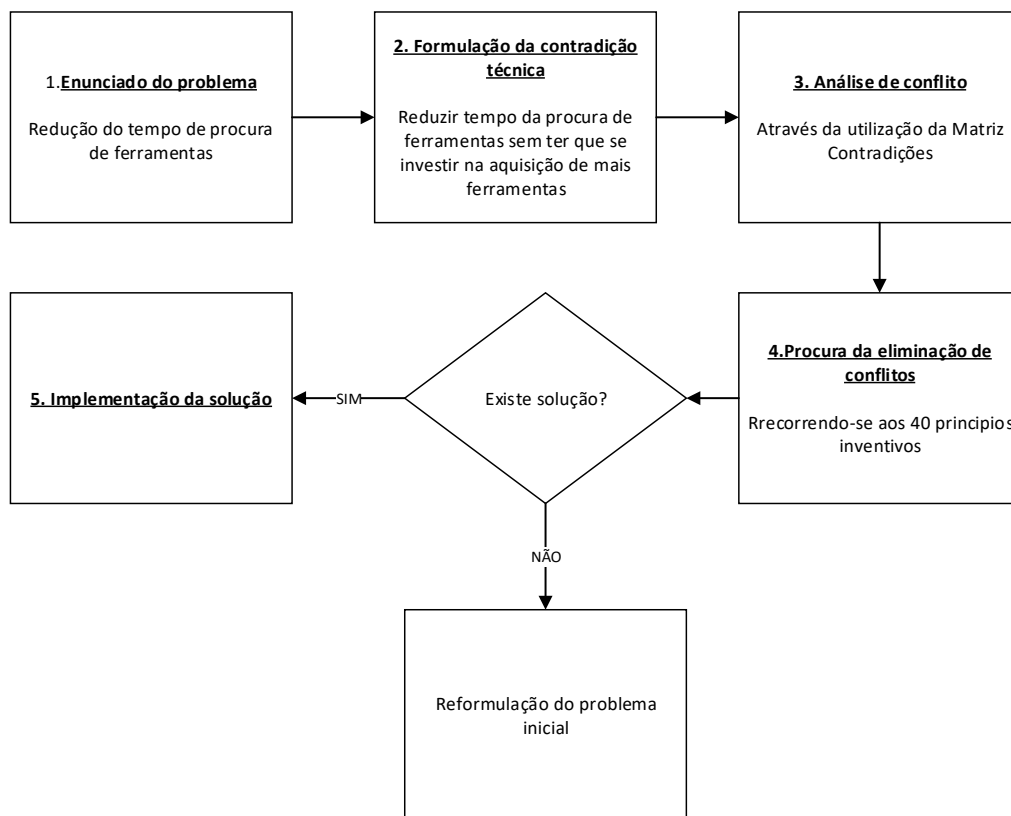 1.Enunciado do problema
Redução do tempo de procura
de ferramentas
2. Formulação da contradição
técnica
Reduzir tempo da procura de
ferramentas sem ter que se
investir na aquisição de mais
ferramentas
3. Análise de conflito
Através da utilização da Matriz
Contradições
4.Procura da eliminação de
conflitos
Rrecorrendo-se aos 40 principios
inventivos
Existe solução?
SIM
5. Implementação da solução
NÃO
Reformulação do problema
inicial